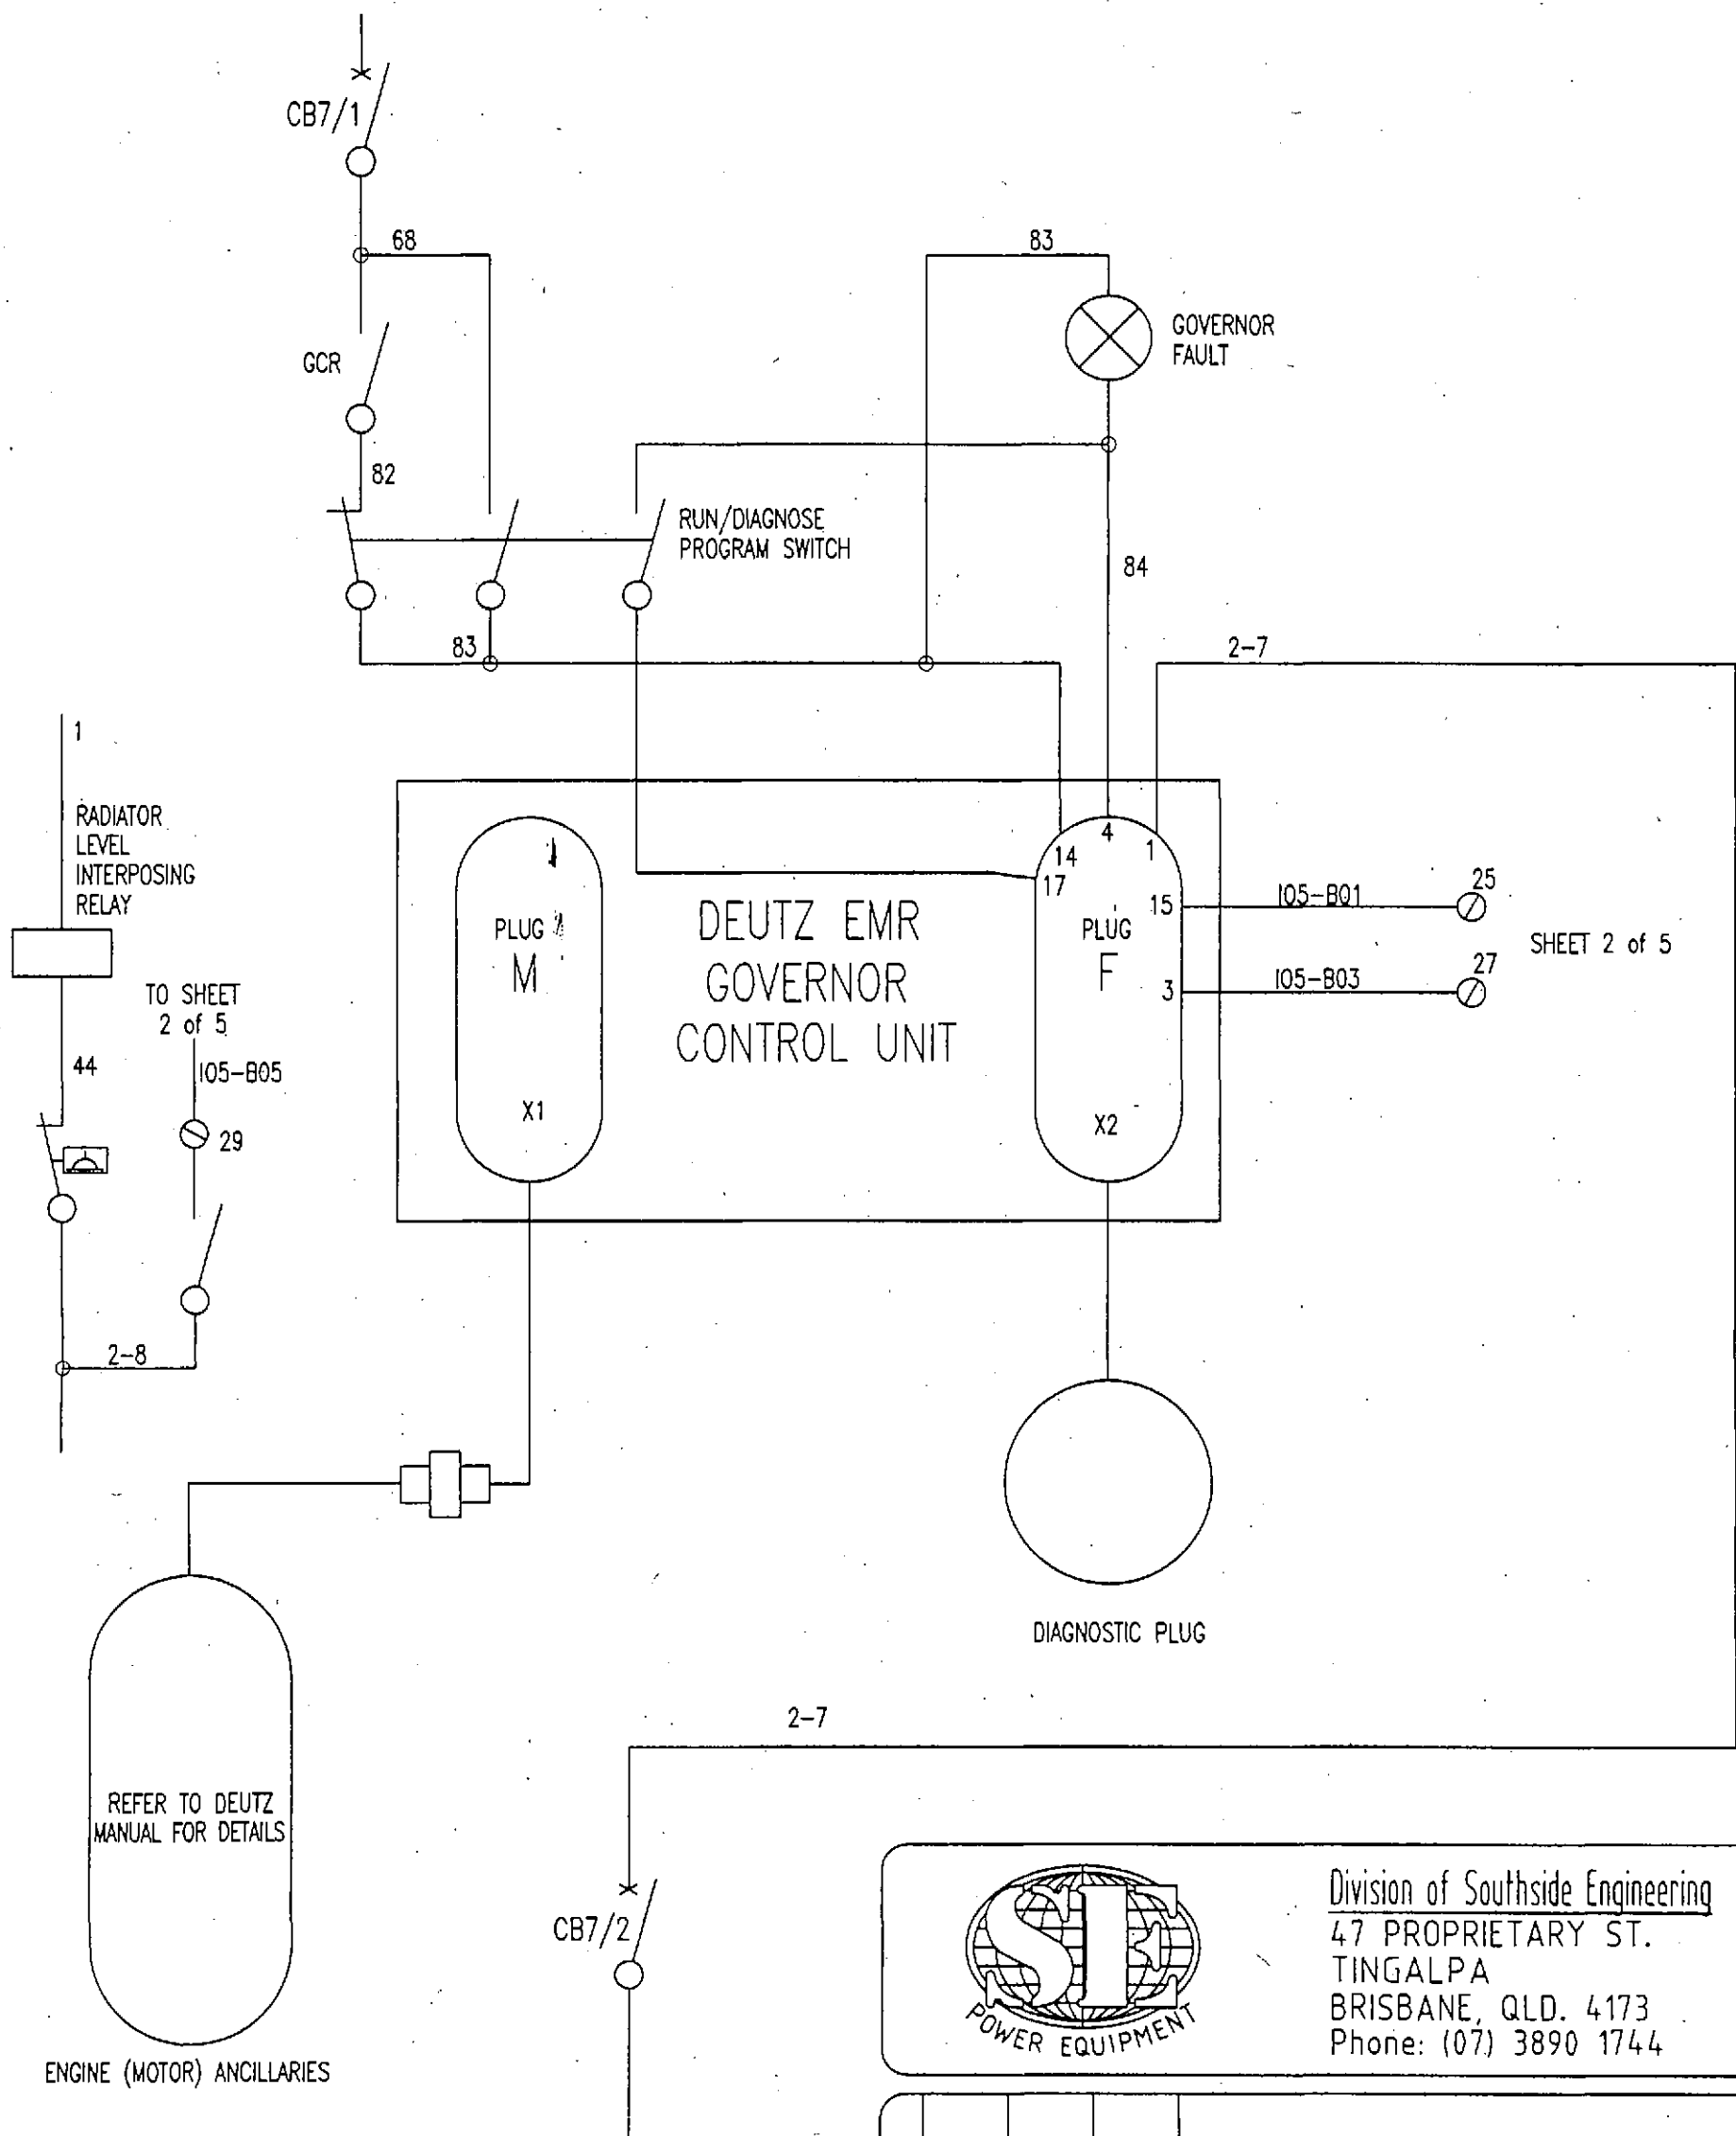 CB7/1
68
83
GOVERNOR
FAULT
GCR
82
RUN/DIAGNOSE
PROGRAM SWITCH
84
83
2-7
1
RADIATOR
LEVEL
INTERPOSING
RELAY
14
4
1
17
15
105-B01
25
PLUG
M
X1
DEUTZ EMR
GOVERNOR
CONTROL UNIT
PLUG
F
X2
3
105-B03
27
SHEET 2 of 5
TO SHEET
2 of 5
44
105-B05
29
2-8
DIAGNOSTIC PLUG
2-7
REFER TO DEUTZ
MANUAL FOR DETAILS
CB7/2
ENGINE (MOTOR) ANCILLARIES
SE
POWER EQUIPMENT
Division of Southside Engineering
47 PROPRIETARY ST.
TINGALPA
BRISBANE, QLD. 4173
Phone: (07) 3890 1744